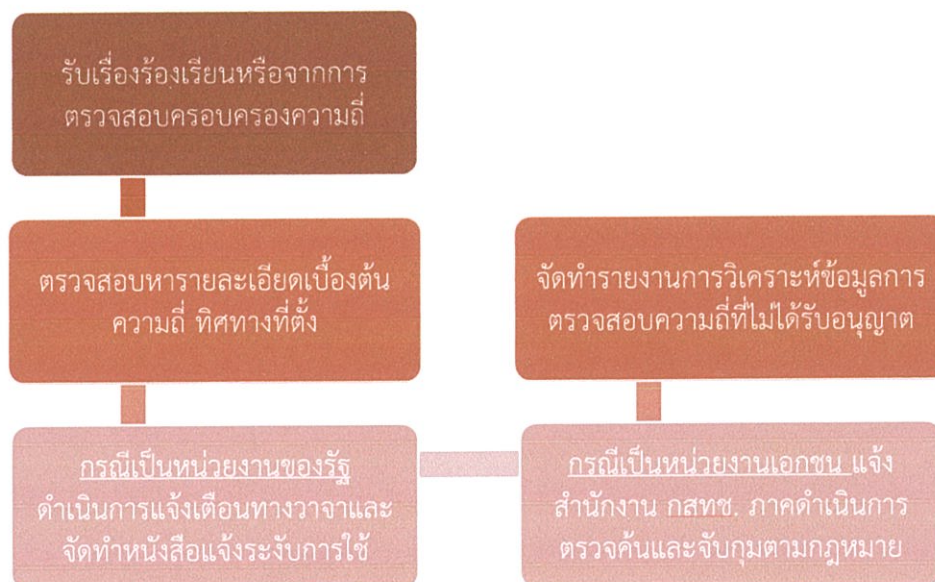 รับเรื่องร้องเรียนหรือจากการ
ตรวจสอบครอบครองความถี่
ตรวจสอบหารายละเอียดเบื้องต้น
ความถี่ ทิศทางที่ตั้ง
กรณีเป็นหน่วยงานของรัฐ
ดำเนินการแจ้งเตือนทางวาจาและ
จัดทำหนังสือแจ้งระงับการใช้
กรณีเป็นหน่วยงานเอกชน แจ้ง
สำนักงาน กสทช. ภาคดำเนินการ
ตรวจค้นและจับกุมตามกฎหมาย
จัดทำรายงานการวิเคราะห์ข้อมูลการ
ตรวจสอบความถี่ที่ไม่ได้รับอนุญาต